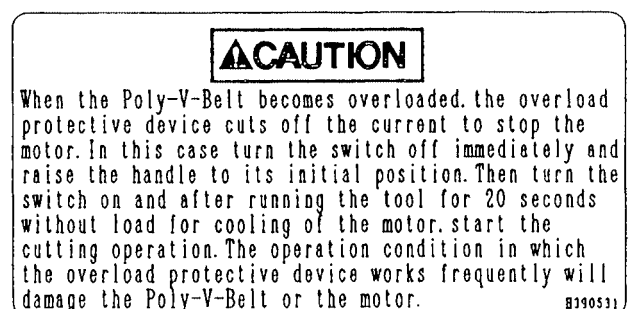 ⚠CAUTION
When the Poly-V-Belt becomes overloaded. the overload
protective device cuts off the current to stop the
motor. In this case turn the switch off immediately and
raise the handle to its initial position. Then turn the
switch on and after running the tool for 20 seconds
without load for cooling of the motor. start the
cutting operation. The operation condition in which
the overload protective device works frequently will
damage the Poly-V-Belt or the motor.
B390531